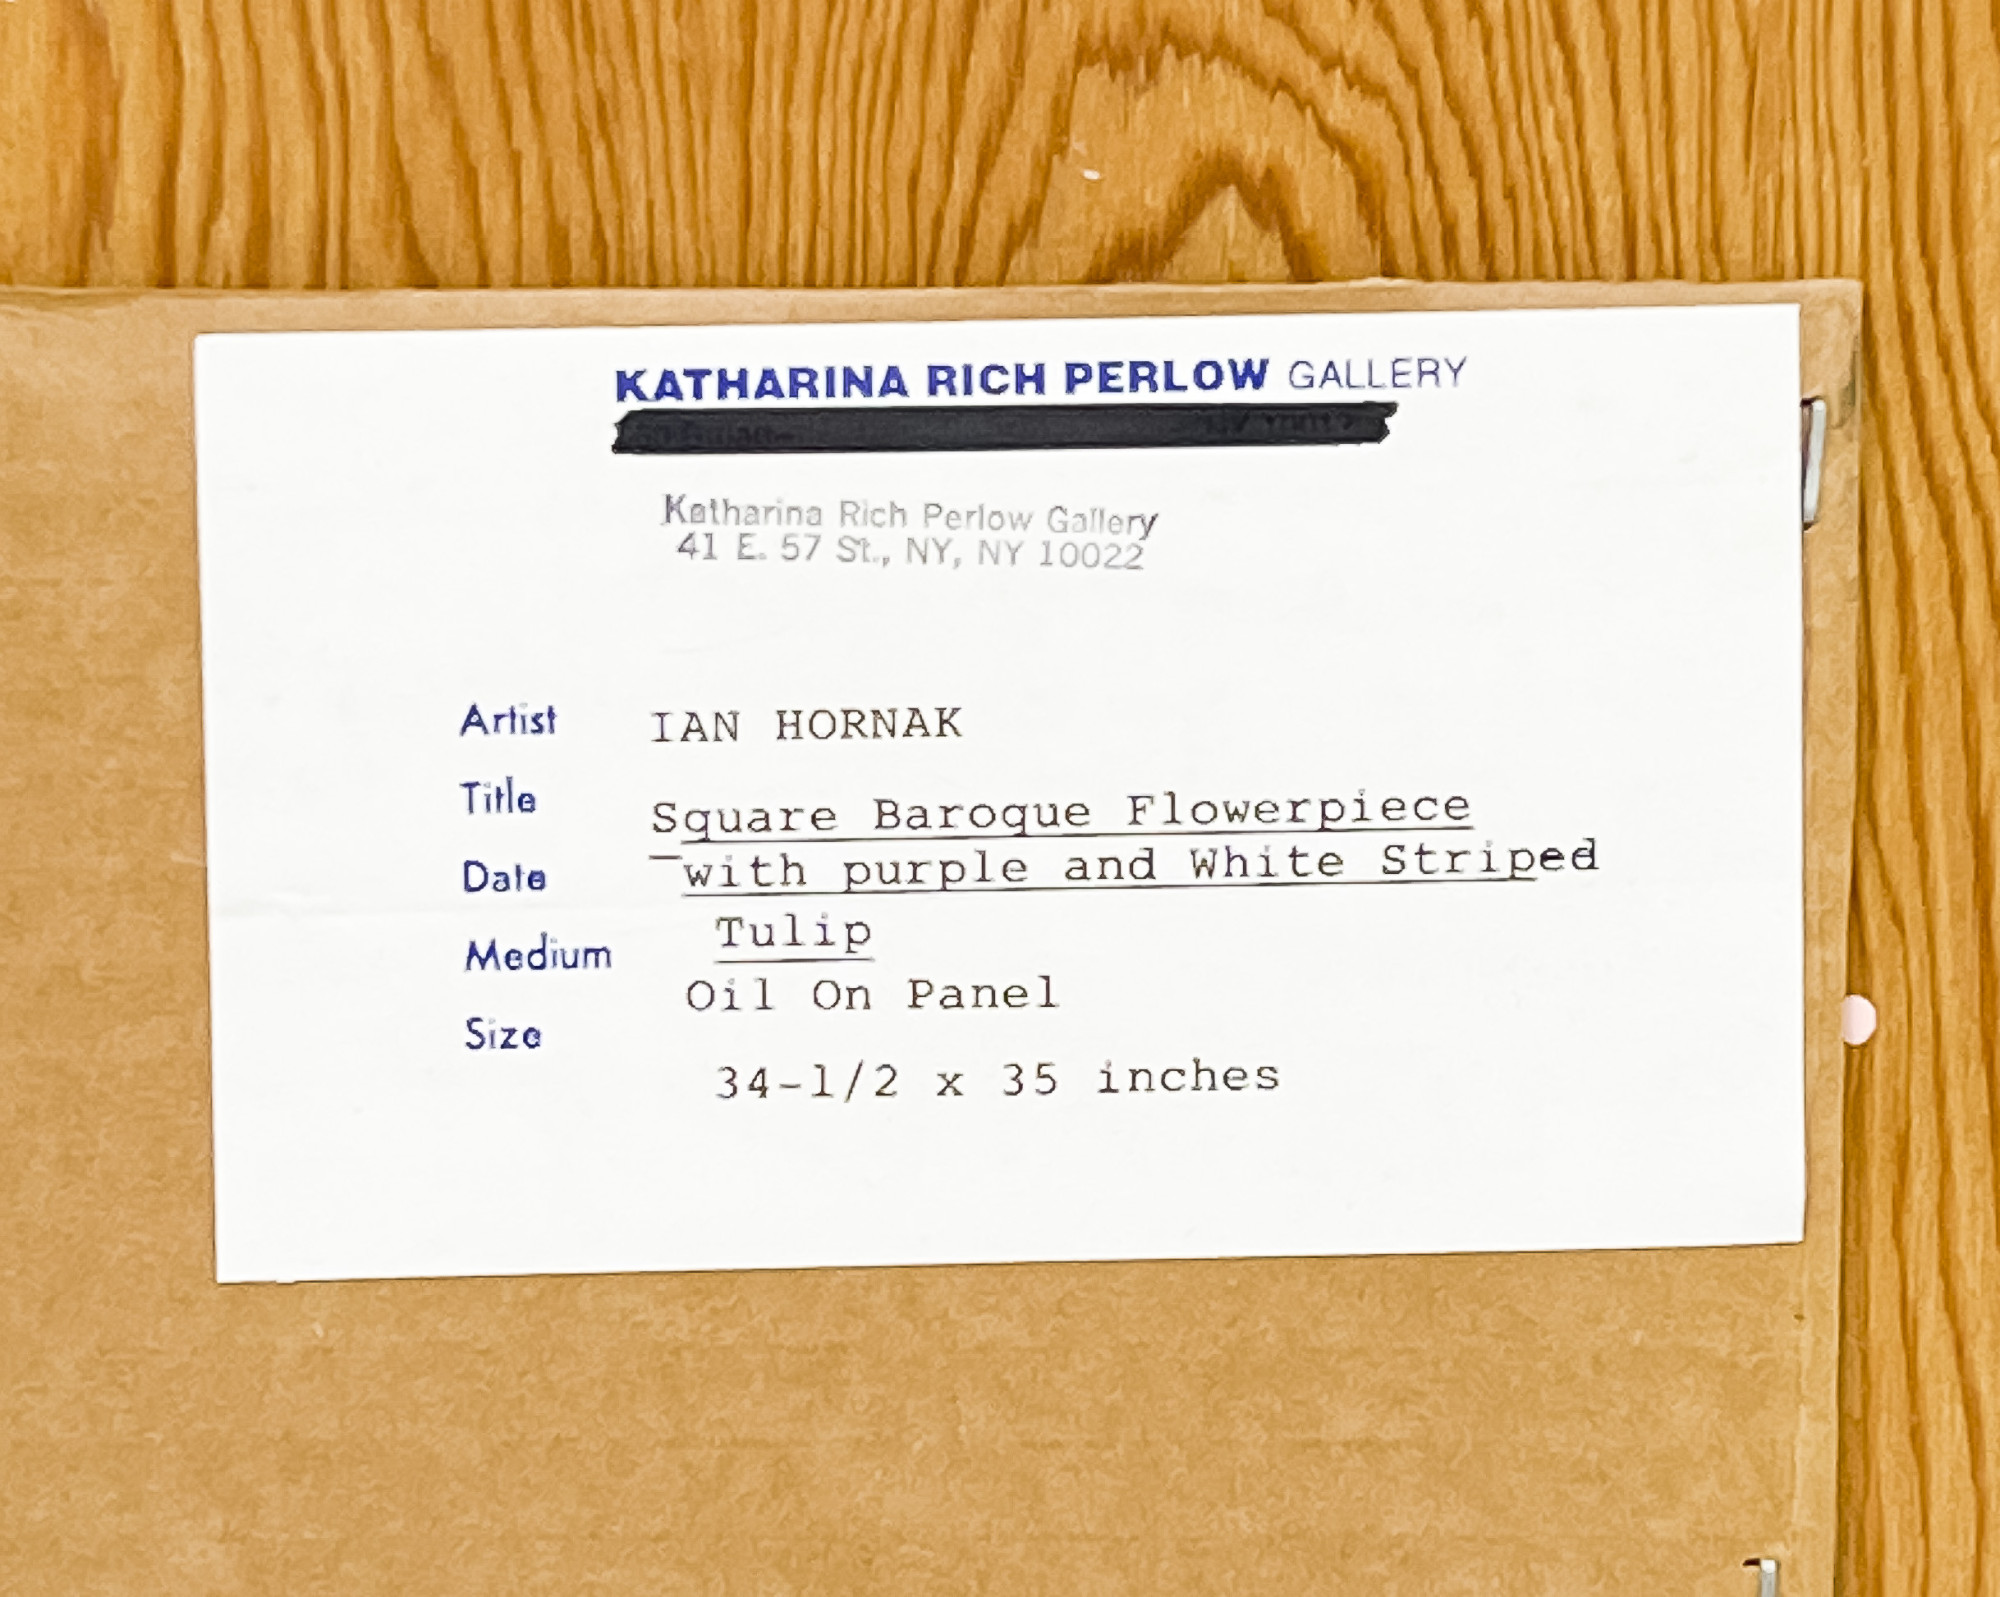 KATHARINA RICH PERLOW GALLERY
Katharina Rich Perlow Gallery
41 E. 57 St., NY, NY 10022
Artist IAN HORNAK
Title Square Baroque Flowerpiece
Date with purple and White Striped
Medium Tulip
Oil On Panel
Size
34-1/2 x 35 inches